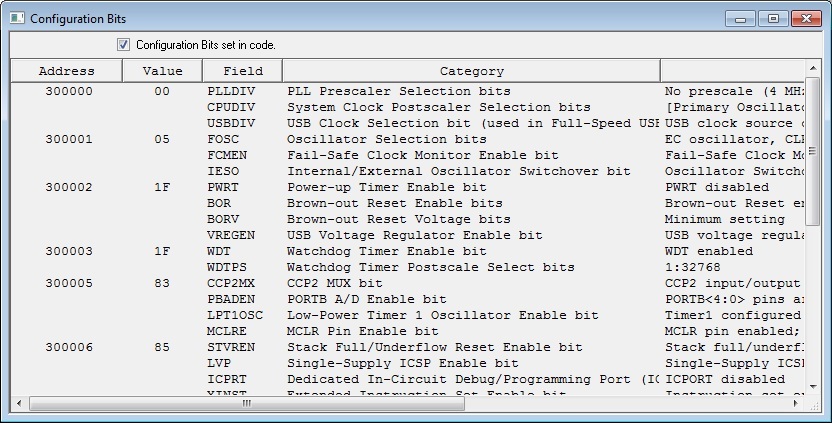 Configuration Bits
Configuration Bits set in code.
Address Value Field Category
300000 00 PLLDIV PLL Prescaler Selection bits No prescale (4 MHz
CPUDIV System Clock Postscaler Selection bits [Primary Oscillato
USBDIV USB Clock Selection bit (used in Full-Speed USB USB clock source c
300001 05 FOSC Oscillator Selection bits EC oscillator, CLK
FCMEN Fail-Safe Clock Monitor Enable bit Fail-Safe Clock Mo
IESO Internal/External Oscillator Switchover bit Oscillator Switcho
300002 1F PWRT Power-up Timer Enable bit PWRT disabled
BOR Brown-out Reset Enable bits Brown-out Reset en
BORV Brown-out Reset Voltage bits Minimum setting
VREGEN USB Voltage Regulator Enable bit USB voltage regula
300003 1F WDT Watchdog Timer Enable bit WDT enabled
WDTPS Watchdog Timer Postscale Select bits 1:32768
300005 83 CCP2MX CCP2 MUX bit CCP2 input/output
PBADEN PORTB A/D Enable bit PORTB<4:0> pins a
LPT1OSC Low-Power Timer 1 Oscillator Enable bit Timer1 configured
MCLRE MCLR Pin Enable bit MCLR pin enabled;
300006 85 STVREN Stack Full/Underflow Reset Enable bit Stack full/underfl
LVP Single-Supply ICSP Enable bit Single-Supply ICSP
ICPRT Dedicated In-Circuit Debug/Programming Port (IC ICPORT disabled
XINST Extended Instruction Set Enable bit Instruction set